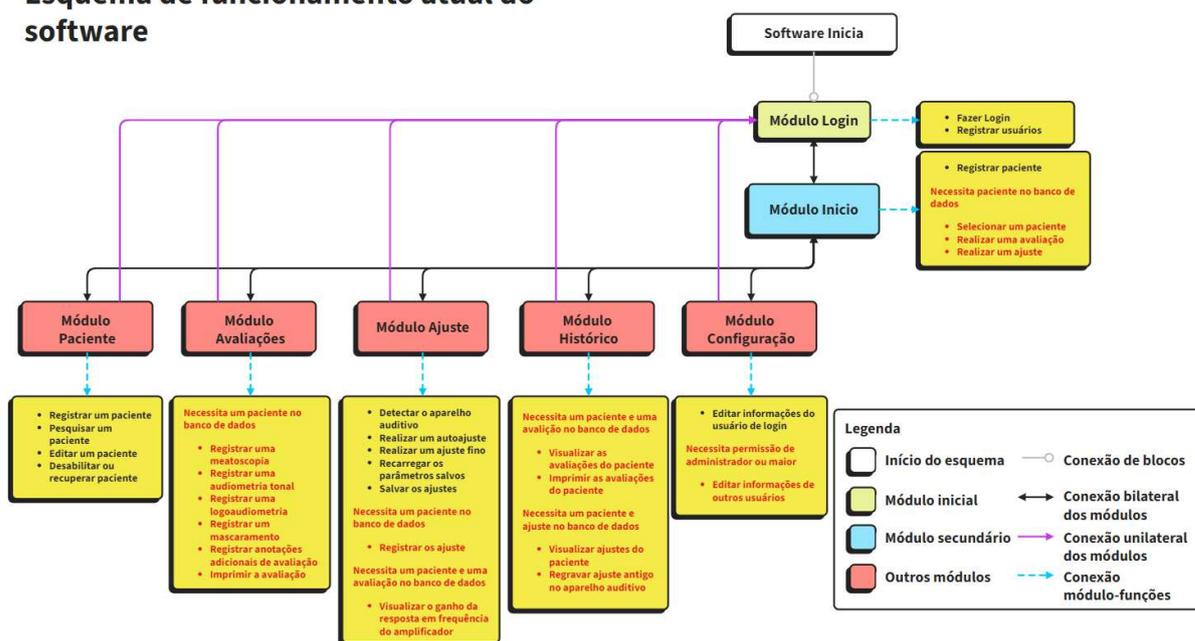 Esquema de funcionamento atual do
software
Software Inicia
Módulo Login
• Fazer Login
• Registrar usuários
Módulo Inicio
• Registrar paciente
Necessita paciente no banco de
dados
• Selecionar um paciente
• Realizar uma avaliação
• Realizar um ajuste
Módulo
Paciente
Módulo
Avaliações
Módulo Ajuste
Módulo
Histórico
Módulo
Configuração
• Registrar um paciente
• Pesquisar um
paciente
• Editar um paciente
• Desabilitar ou
recuperar paciente
Necessita um paciente no
banco de dados
• Registrar uma
meatoscopia
• Registrar uma
audiometria tonal
• Registrar uma
logoaudiometria
• Registrar um
mascaramento
• Registrar anotações
adicionais de avaliação
• Imprimir a avaliação
• Detectar o aparelho
auditivo
• Realizar um autoajuste
• Realizar um ajuste fino
• Recarregar os
parâmetros salvos
• Salvar os ajustes
Necessita um paciente no
banco de dados
• Registrar os ajuste
Necessita um paciente e uma
avaliação no banco de dados
• Visualizar o ganho da
resposta em frequência
do amplificador
Necessita um paciente e uma
avalição no banco de dados
• Visualizar as
avaliações do paciente
• Imprimir as avaliações
do paciente
Necessita um paciente e
ajuste no banco de dados
• Visualizar ajustes do
paciente
• Regravar ajuste antigo
no aparelho auditivo
• Editar informações do
usuário de login
Necessita permissão de
administrador ou maior
• Editar informações de
outros usuários
Legenda
Início do esquema
Conexão de blocos
Módulo inicial
Conexão bilateral
dos módulos
Módulo secundário
Conexão unilateral
dos módulos
Outros módulos
Conexão
módulo-funções